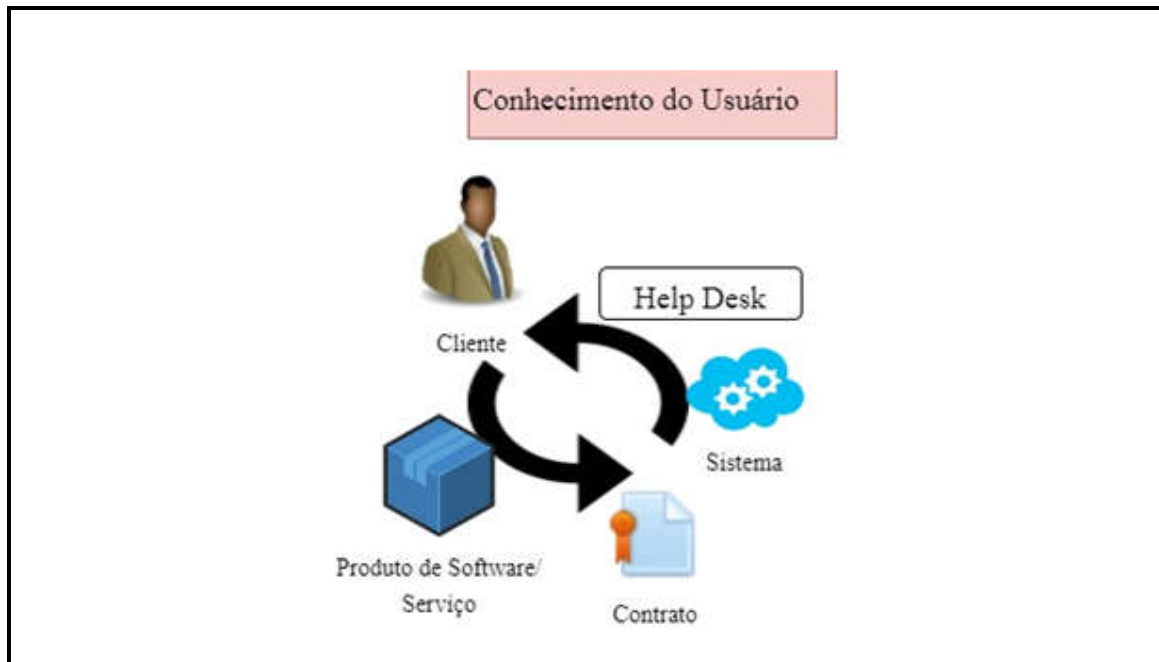 Conhecimento do Usuário
Help Desk
Cliente
Sistema
Produto de Software/
Serviço
Contrato